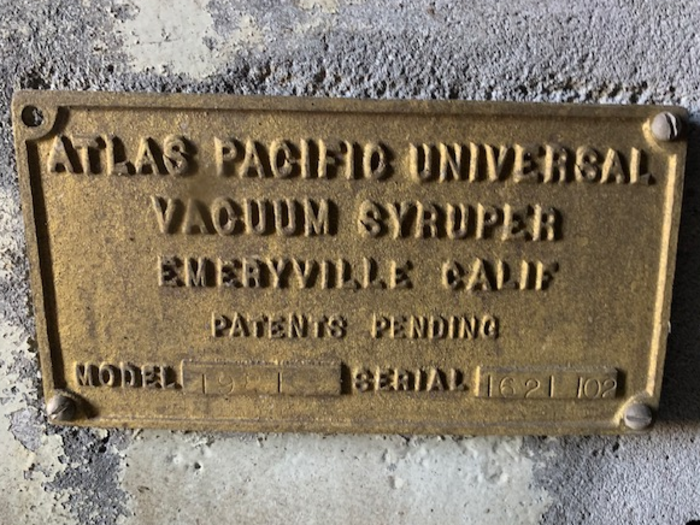 ATLAS PACIFIC UNIVERSAL
VACUUM SYRUPER
EMERYVILLE CALIF
PATENTS PENDING
MODEL SERIAL 1621 102